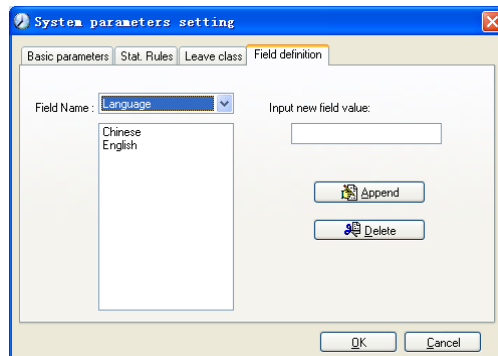 System parameters setting
Basic parameters Stat. Rules Leave class Field definition
Field Name : Language Input new field value:
Chinese
English
Append
Delete
OK Cancel